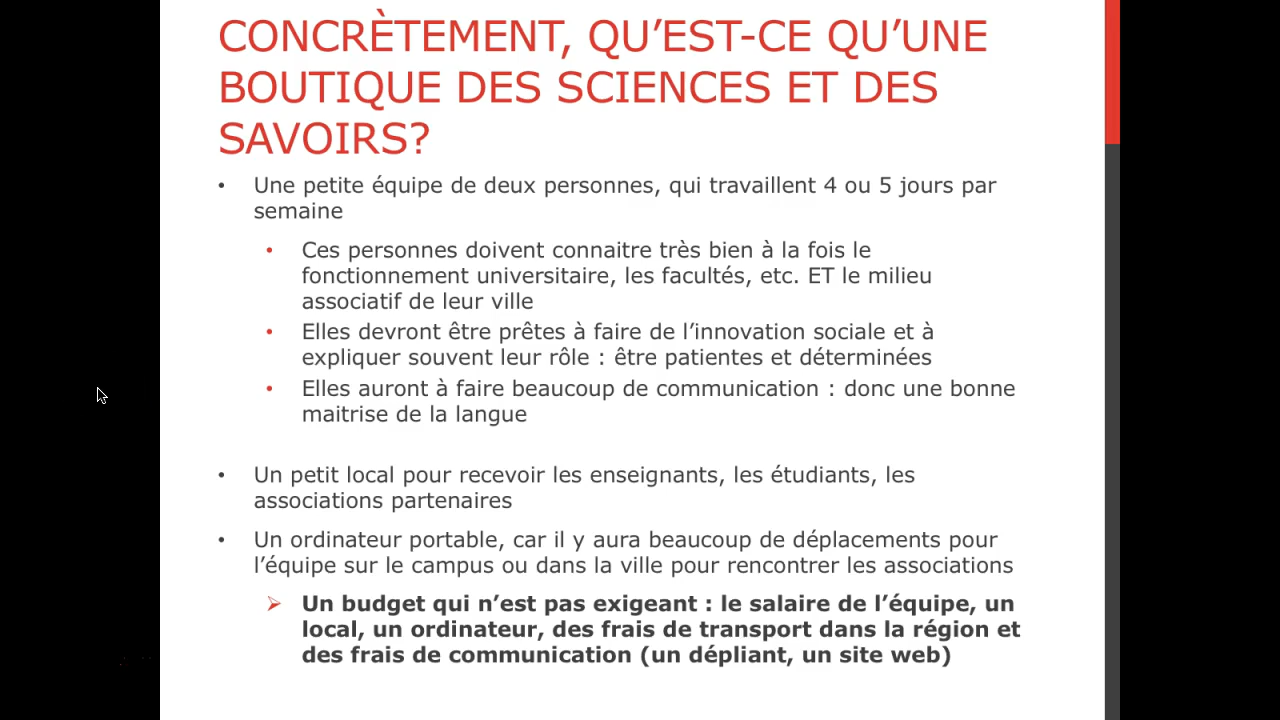 CONCRÈTEMENT, QU’EST-CE QU’UNE
BOUTIQUE DES SCIENCES ET DES
SAVOIRS?
• Une petite équipe de deux personnes, qui travaillent 4 ou 5 jours par
semaine
• Ces personnes doivent connaitre très bien à la fois le
fonctionnement universitaire, les facultés, etc. ET le milieu
associatif de leur ville
• Elles devront être prêtes à faire de l’innovation sociale et à
expliquer souvent leur rôle : être patientes et déterminées
• Elles auront à faire beaucoup de communication : donc une bonne
maitrise de la langue
• Un petit local pour recevoir les enseignants, les étudiants, les
associations partenaires
• Un ordinateur portable, car il y aura beaucoup de déplacements pour
l’équipe sur le campus ou dans la ville pour rencontrer les associations
➢ Un budget qui n’est pas exigeant : le salaire de l’équipe, un
local, un ordinateur, des frais de transport dans la région et
des frais de communication (un dépliant, un site web)